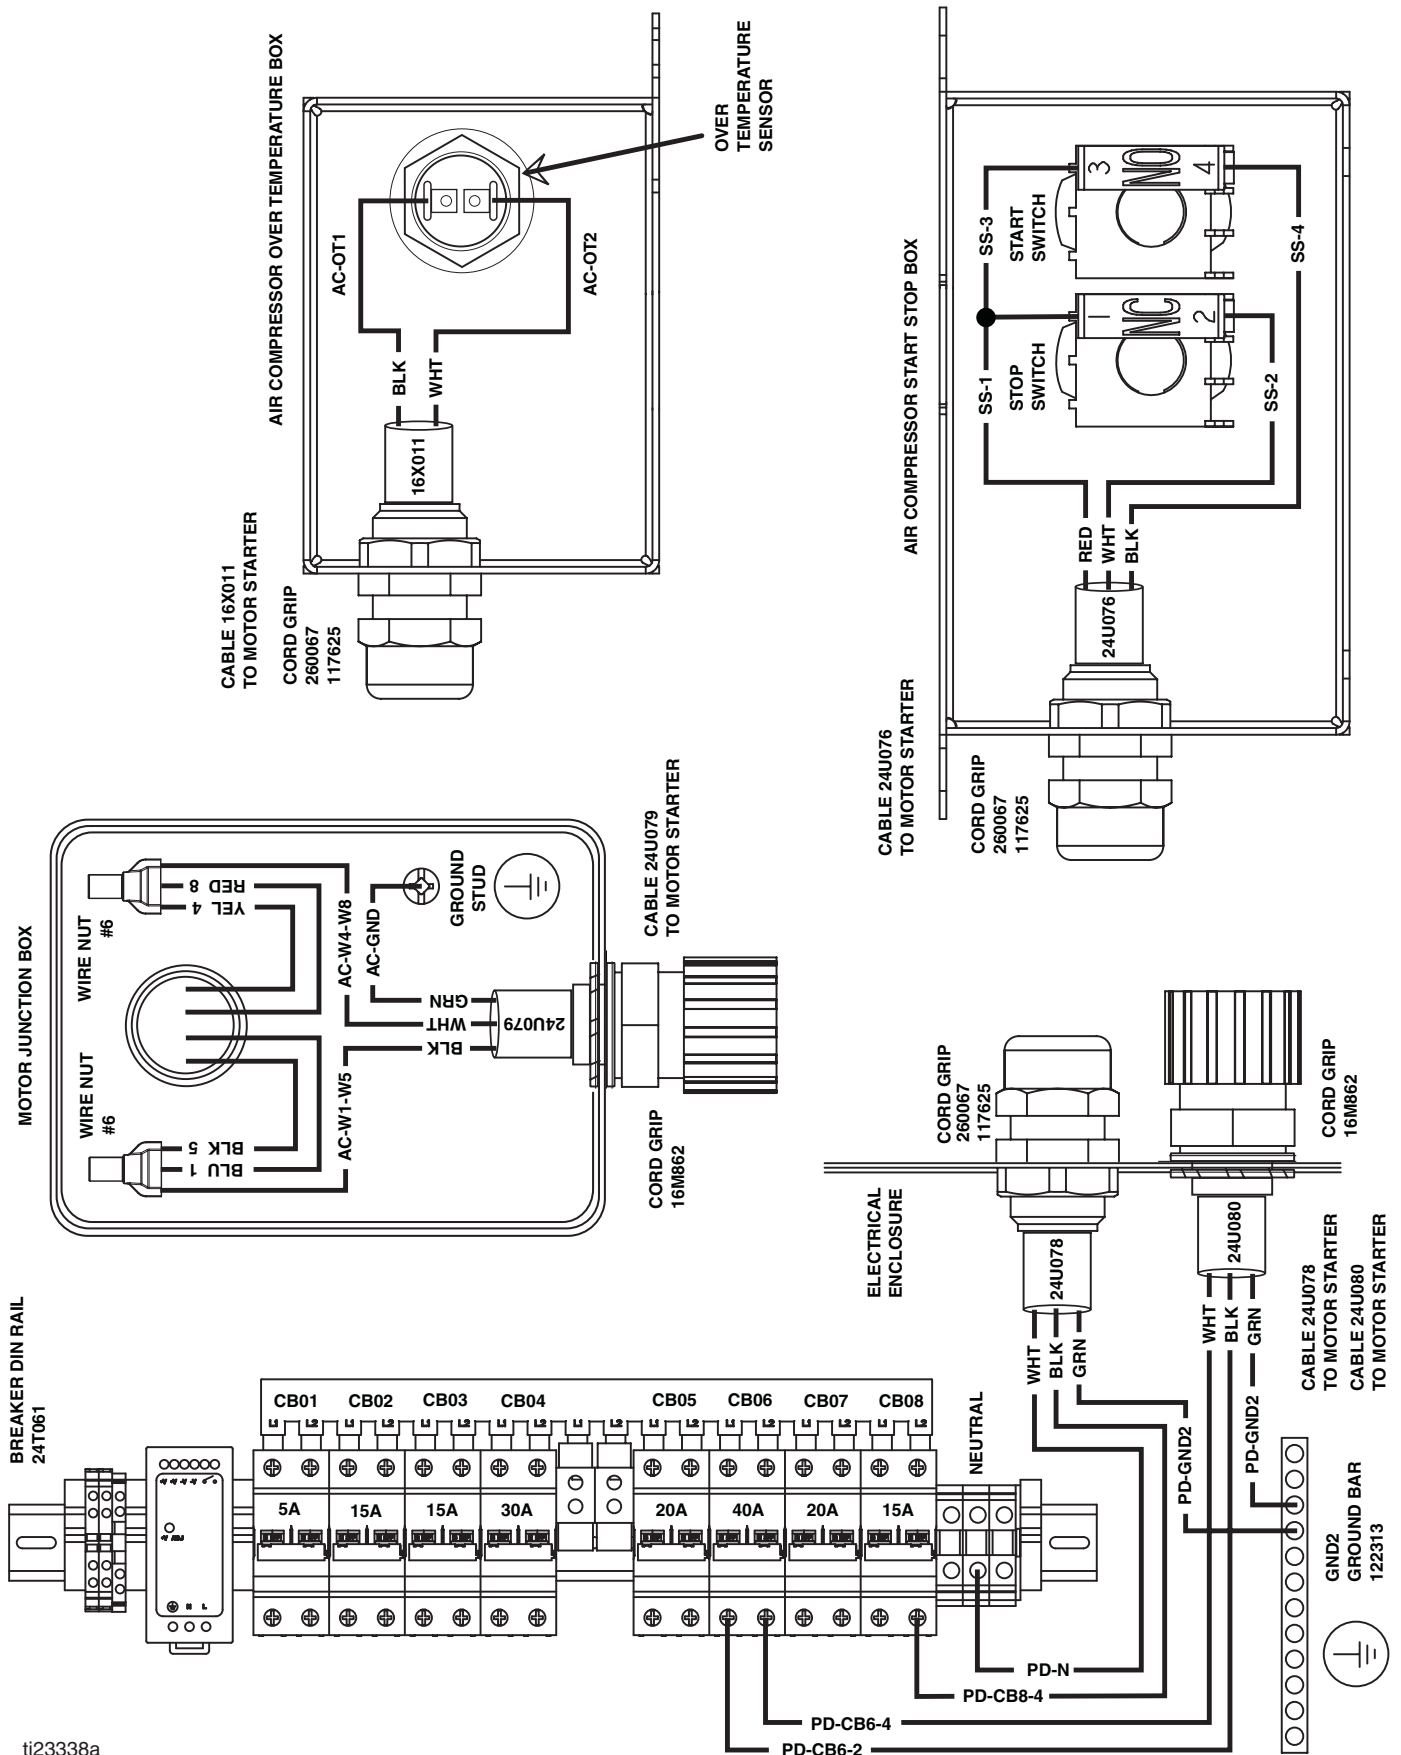 AIR COMPRESSOR OVER TEMPERATURE BOX
OVER
TEMPERATURE
SENSOR
AC-OT1
AC-OT2
BLK
WHT
16X011
CABLE 16X011
TO MOTOR STARTER
CORD GRIP
260067
117625
AIR COMPRESSOR START STOP BOX
SS-3
START
SWITCH
3
NO
4
SS-4
SS-1
STOP
SWITCH
1
NC
2
SS-2
RED
WHT
BLK
24U076
CABLE 24U076
TO MOTOR STARTER
CORD GRIP
260067
117625
MOTOR JUNCTION BOX
WIRE NUT
#6
RED 8
YEL 4
AC-W4-W8
AC-GND
GROUND
STUD
CABLE 24U079
TO MOTOR STARTER
GRN
WHT
BLK
24U079
WIRE NUT
#6
BLK 5
BLU 1
AC-W1-W5
CORD GRIP
16M862
CORD GRIP
260067
117625
CORD GRIP
16M862
ELECTRICAL
ENCLOSURE
24U078
24U080
WHT
BLK
GRN
WHT
BLK
GRN
CABLE 24U078
TO MOTOR STARTER
CABLE 24U080
TO MOTOR STARTER
BREAKER DIN RAIL
24T061
CB01
CB02
CB03
CB04
CB05
CB06
CB07
CB08
5A
15A
15A
30A
20A
40A
20A
15A
NEUTRAL
PD-GND2
PD-GND2
GND2
GROUND BAR
122313
PD-N
PD-CB8-4
PD-CB6-4
PD-CB6-2
ti23338a